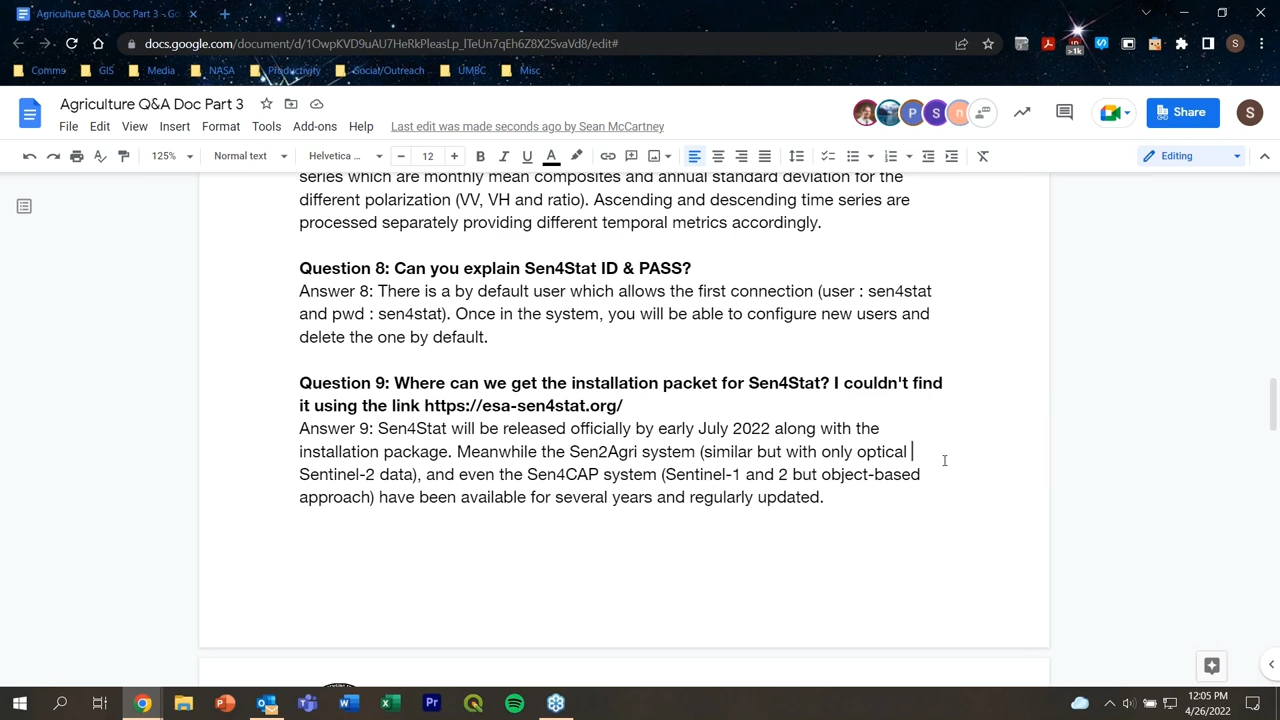 Agriculture Q&A Doc Part 3 - Go
docs.google.com/document/d/1OwpKVD9uAU7HeRkPleasLp_lTeUn7qEh6Z8X2SvaVd8/edit#
>1k
S
Comms
GIS
Media
NASA
Productivity
Social/Outreach
UMBC
Misc
Agriculture Q&A Doc Part 3
P
S
n
Share
S
File Edit View Insert Format Tools Add-ons Help Last edit was made seconds ago by Sean McCartney
125% Normal text Helvetica ... 12 B I U A Editing
series which are monthly mean composites and annual standard deviation for the
different polarization (VV, VH and ratio). Ascending and descending time series are
processed separately providing different temporal metrics accordingly.
Question 8: Can you explain Sen4Stat ID & PASS?
Answer 8: There is a by default user which allows the first connection (user : sen4stat
and pwd : sen4stat). Once in the system, you will be able to configure new users and
delete the one by default.
Question 9: Where can we get the installation packet for Sen4Stat? I couldn't find
it using the link https://esa-sen4stat.org/
Answer 9: Sen4Stat will be released officially by early July 2022 along with the
installation package. Meanwhile the Sen2Agri system (similar but with only optical
Sentinel-2 data), and even the Sen4CAP system (Sentinel-1 and 2 but object-based
approach) have been available for several years and regularly updated.
12:05 PM
4/26/2022